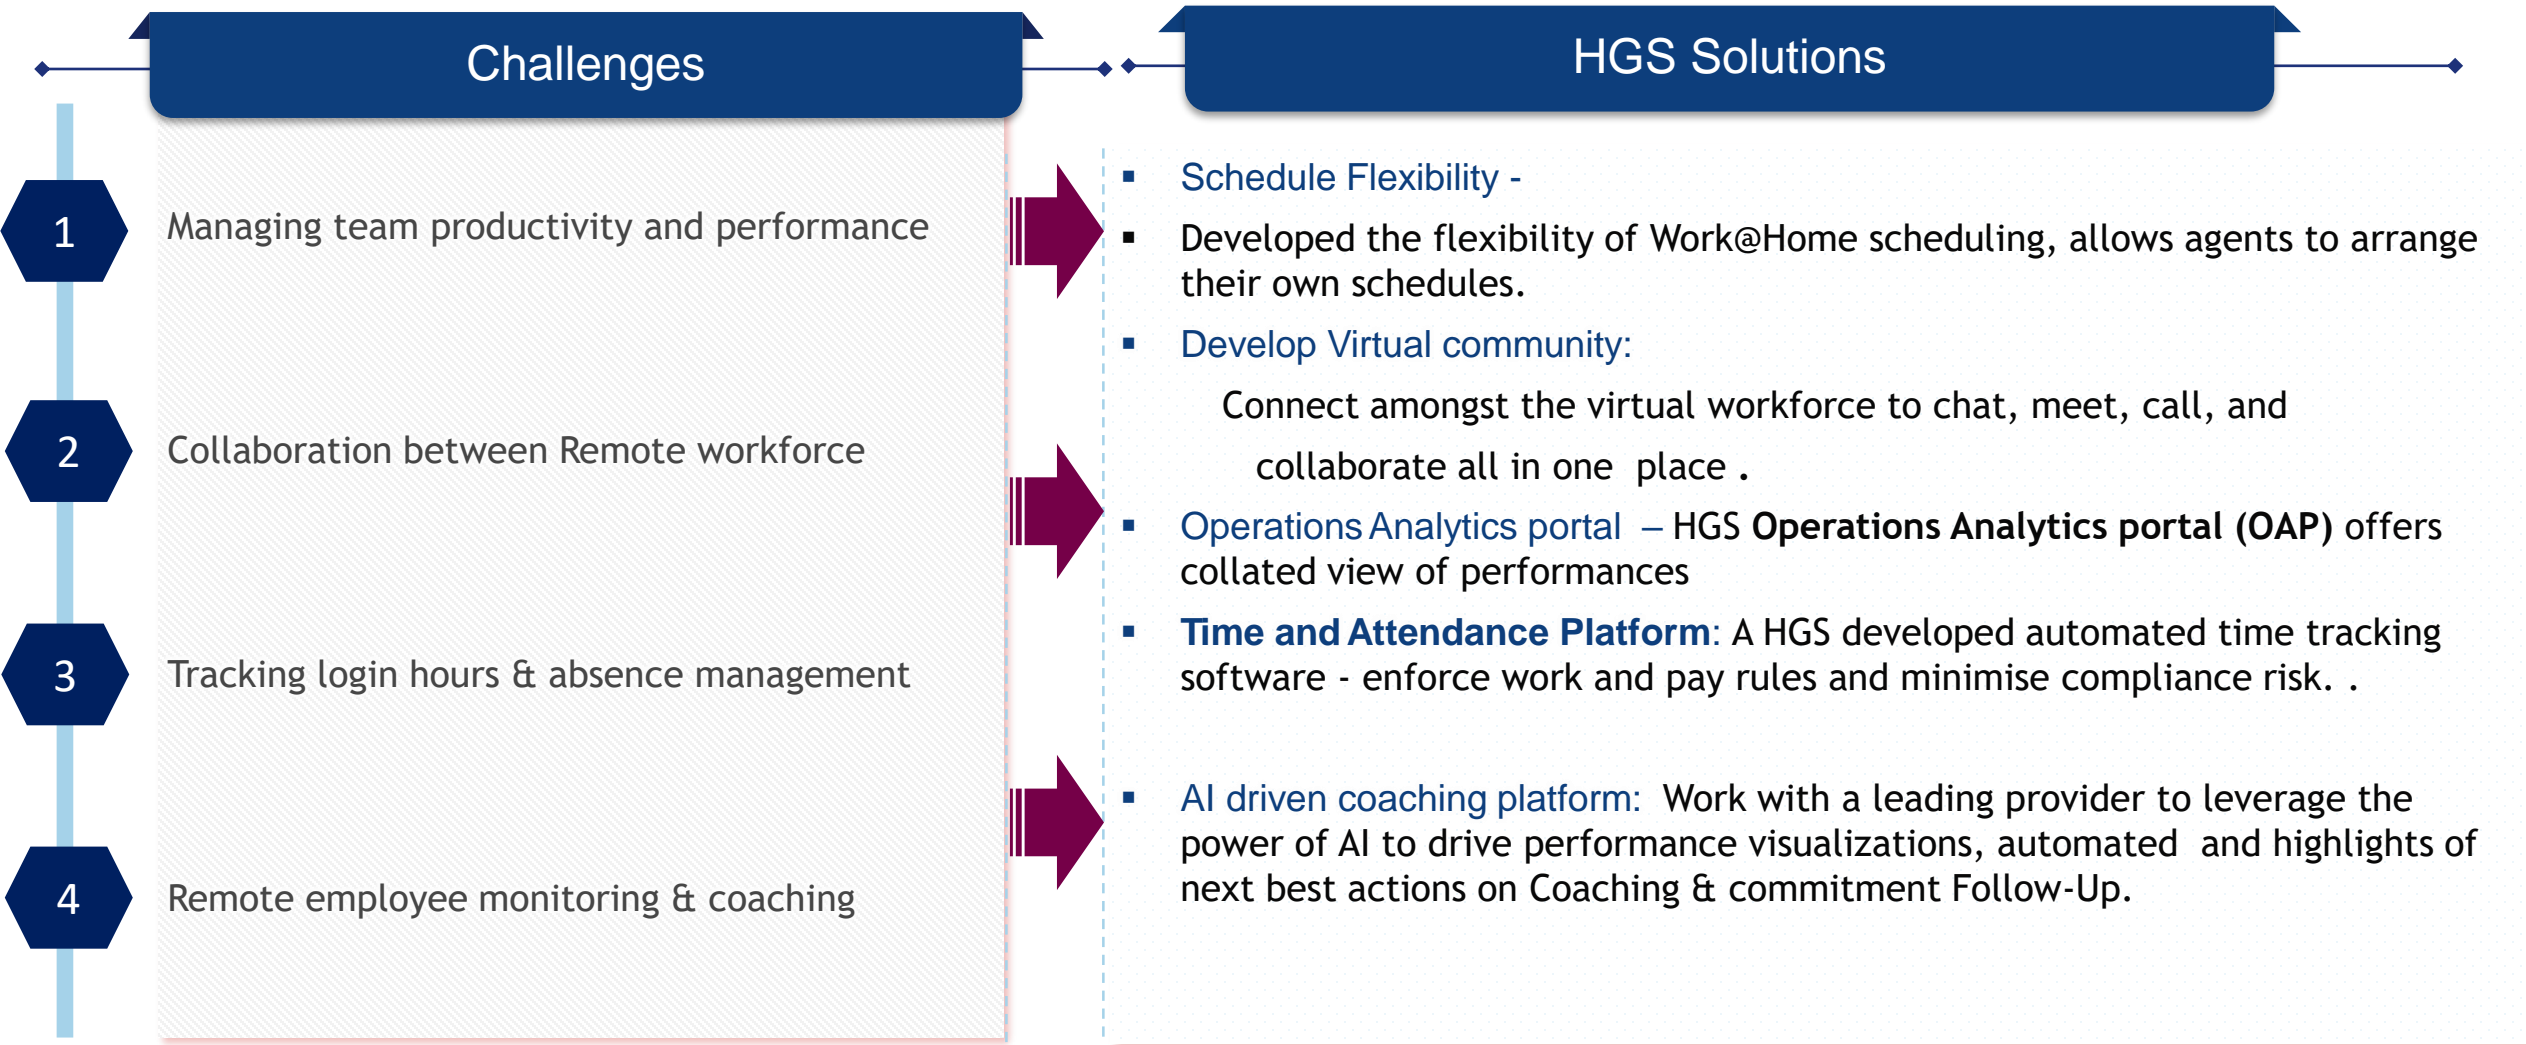 Challenges
HGS Solutions
1
Managing team productivity and performance
2
Collaboration between Remote workforce
3
Tracking login hours & absence management
4
Remote employee monitoring & coaching
▪ Schedule Flexibility -
▪ Developed the flexibility of Work@Home scheduling, allows agents to arrange
their own schedules.
▪ Develop Virtual community:
Connect amongst the virtual workforce to chat, meet, call, and
collaborate all in one place .
▪ Operations Analytics portal – HGS Operations Analytics portal (OAP) offers
collated view of performances
▪ Time and Attendance Platform: A HGS developed automated time tracking
software - enforce work and pay rules and minimise compliance risk. .
▪ AI driven coaching platform: Work with a leading provider to leverage the
power of AI to drive performance visualizations, automated and highlights of
next best actions on Coaching & commitment Follow-Up.